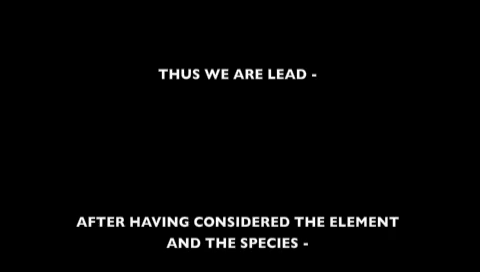 THUS WE ARE LEAD -
AFTER HAVING CONSIDERED THE ELEMENT
AND THE SPECIES -